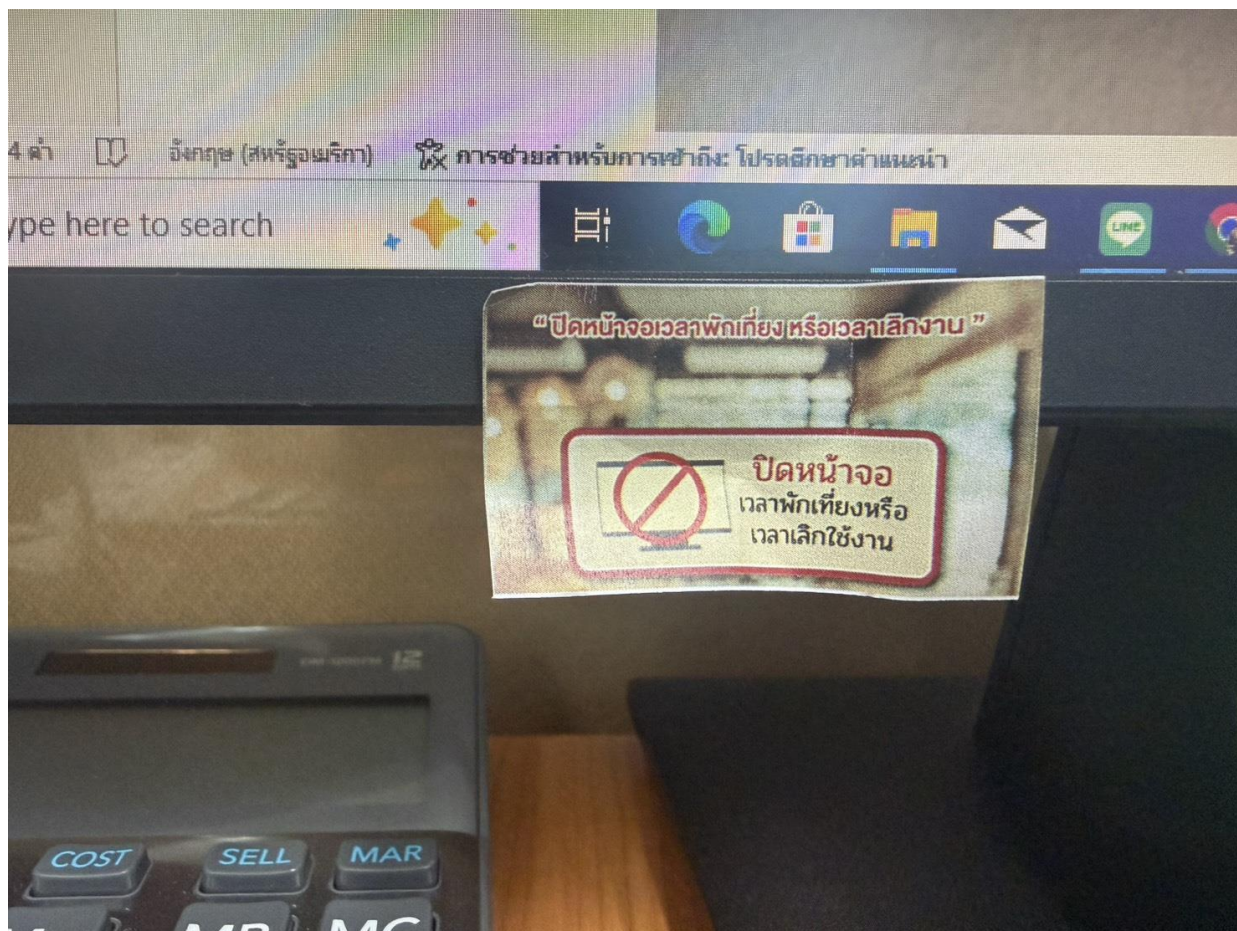 4 คำ อังกฤษ (สหรัฐอเมริกา) การช่วยสำหรับการเข้าถึง: โปรดศึกษาคำแนะนำ
ype here to search
LINE
“ ปิดหน้าจอเวลาพักเที่ยง หรือเวลาเลิกงาน ”
ปิดหน้าจอ
เวลาพักเที่ยงหรือ
เวลาเลิกใช้งาน
12
COST SELL MAR